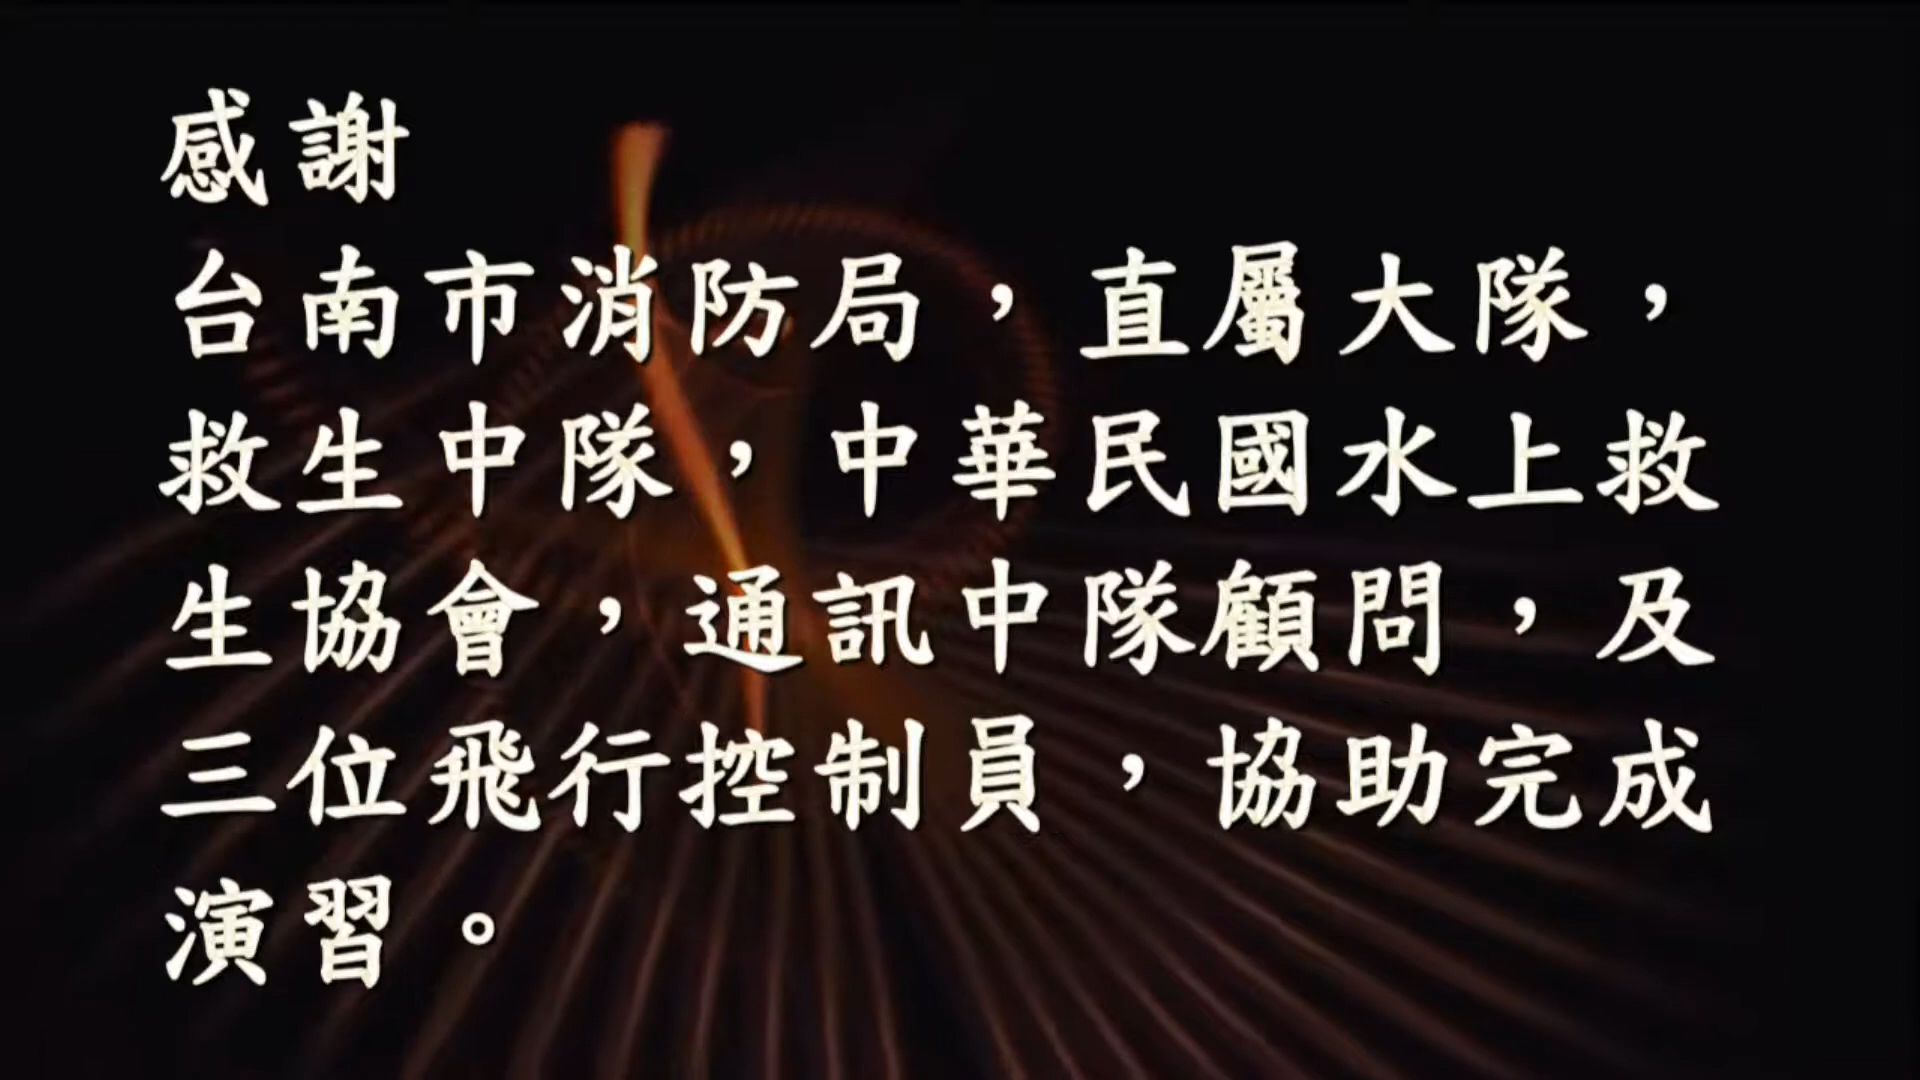 感謝
台南市消防局，直屬大隊，
救生中隊，中華民國水上救
生協會，通訊中隊顧問，及
三位飛行控制員，協助完成
演習。